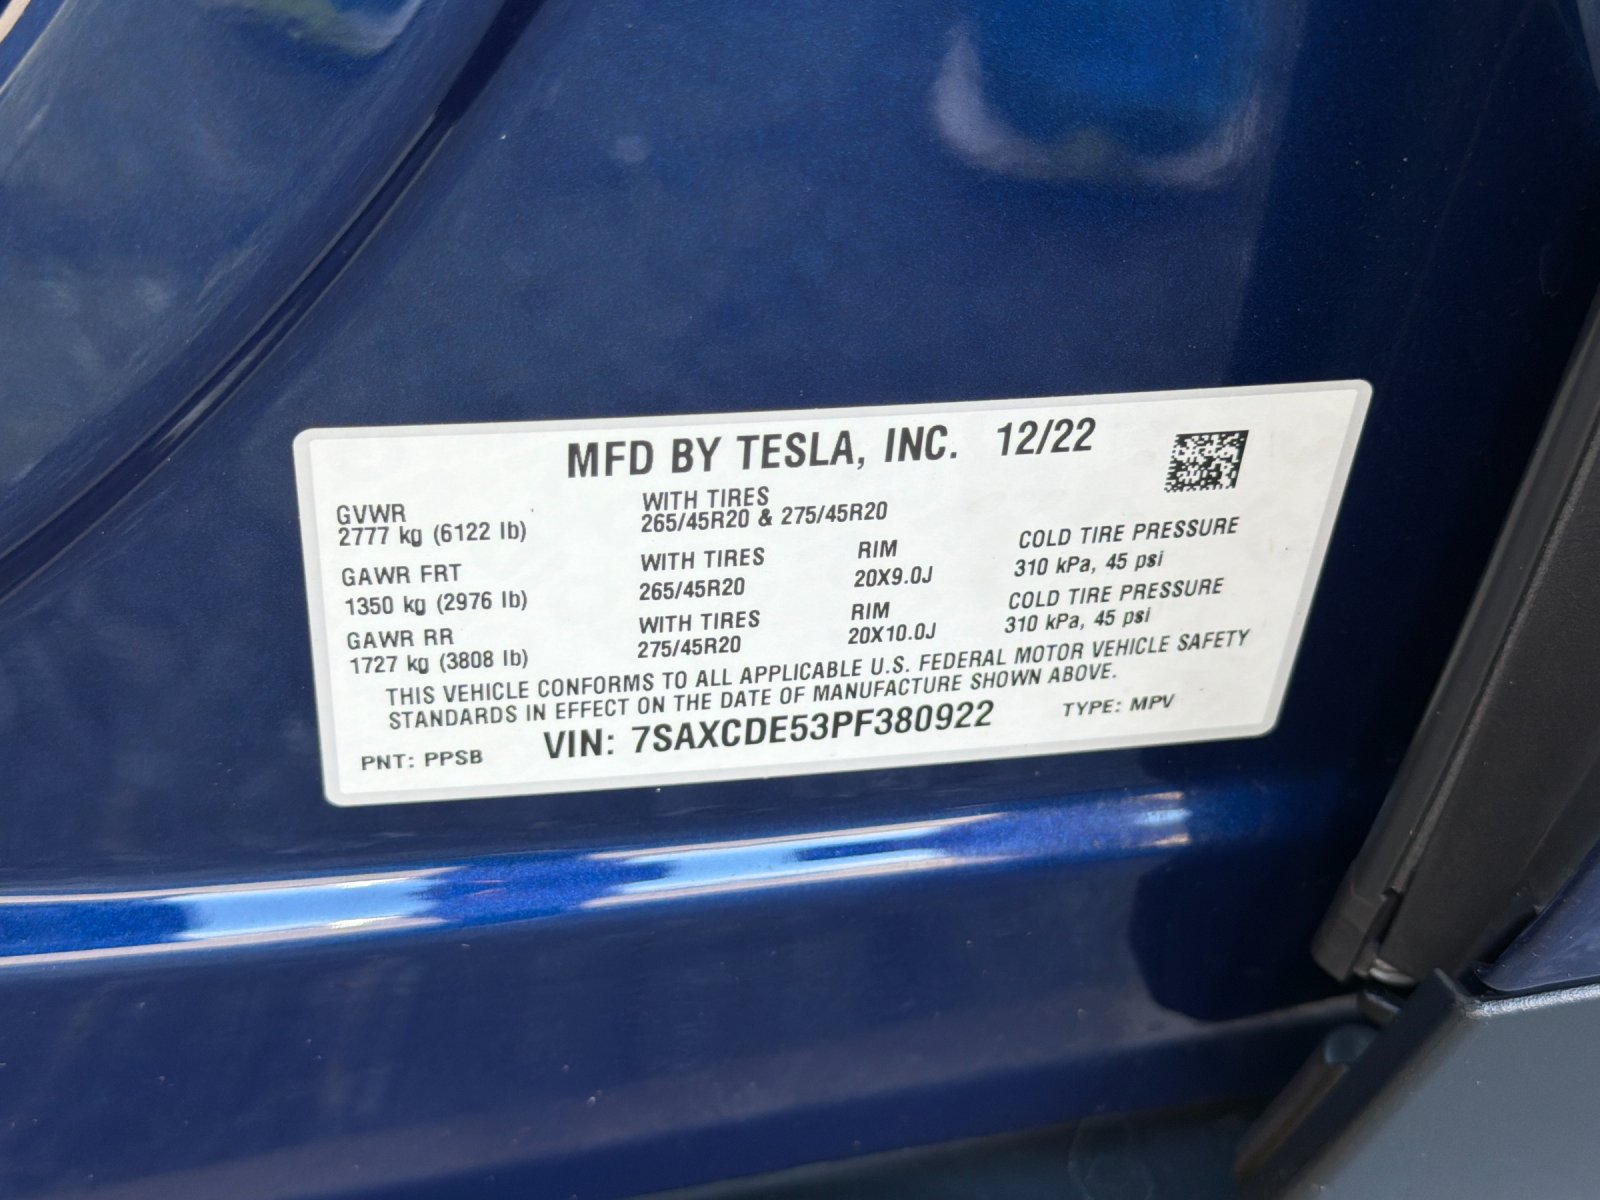 MFD BY TESLA, INC. 12/22
GVWR
2777 kg (6122 lb)
WITH TIRES
265/45R20 & 275/45R20
GAWR FRT
1350 kg (2976 lb)
WITH TIRES
265/45R20
RIM
20X9.0J
COLD TIRE PRESSURE
310 kPa, 45 psi
GAWR RR
1727 kg (3808 lb)
WITH TIRES
275/45R20
RIM
20X10.0J
COLD TIRE PRESSURE
310 kPa, 45 psi
THIS VEHICLE CONFORMS TO ALL APPLICABLE U.S. FEDERAL MOTOR VEHICLE SAFETY
STANDARDS IN EFFECT ON THE DATE OF MANUFACTURE SHOWN ABOVE.
PNT: PPSB VIN: 7SAXCDE53PF380922 TYPE: MPV